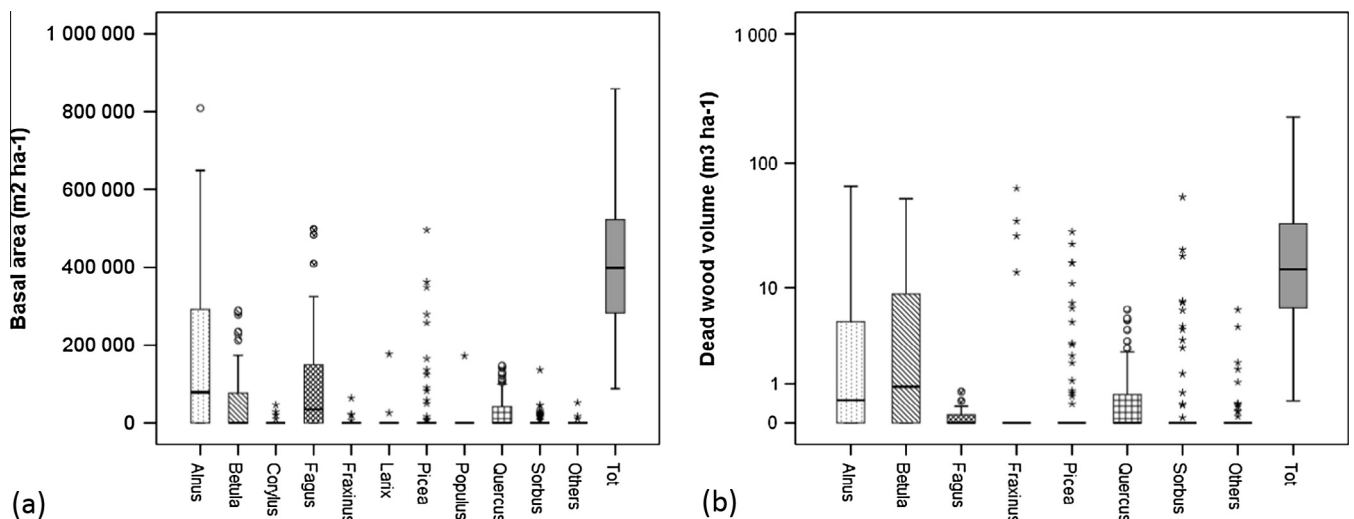 Basal area (m2 ha-1)
1 000 000
800 000
600 000
400 000
200 000
0
Alnus
Betula
Corylus
Fagus
Fraxinus
Larix
Picea
Populus
Quercus
Sorbus
Others
Tot
(a)
Dead wood volume (m3 ha-1)
1 000
100
10
1
0
Alnus
Betula
Fagus
Fraxinus
Picea
Quercus
Sorbus
Others
Tot
(b)